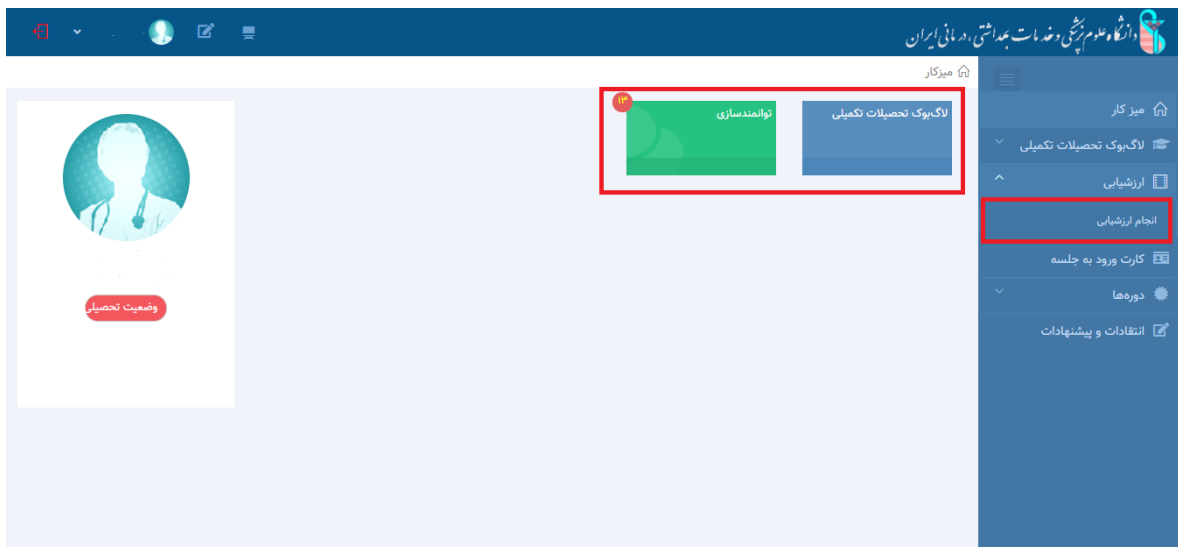 دانشگاه علوم پزشکی و خدمات بهداشتی، درمانی ایران
میزکار
میز کار
لاگ‌بوک تحصیلات تکمیلی
ارزشیابی
انجام ارزشیابی
کارت ورود به جلسه
دوره‌ها
انتقادات و پیشنهادات
لاگ‌بوک تحصیلات تکمیلی
توانمندسازی
۱۳
وضعیت تحصیلی